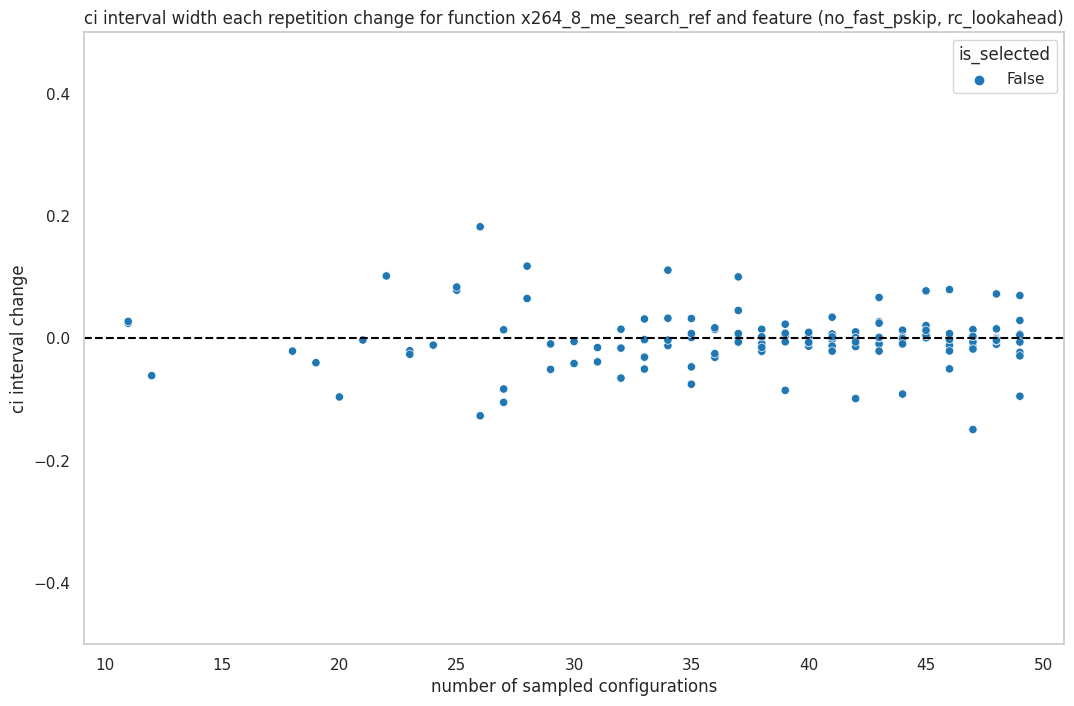 ci interval width each repetition change for function x264_8_me_search_ref and feature (no_fast_pskip, rc_lookahead)
is_selected
False
0.4
0.2
0.0
−0.2
−0.4
ci interval change
10 15 20 25 30 35 40 45 50
number of sampled configurations